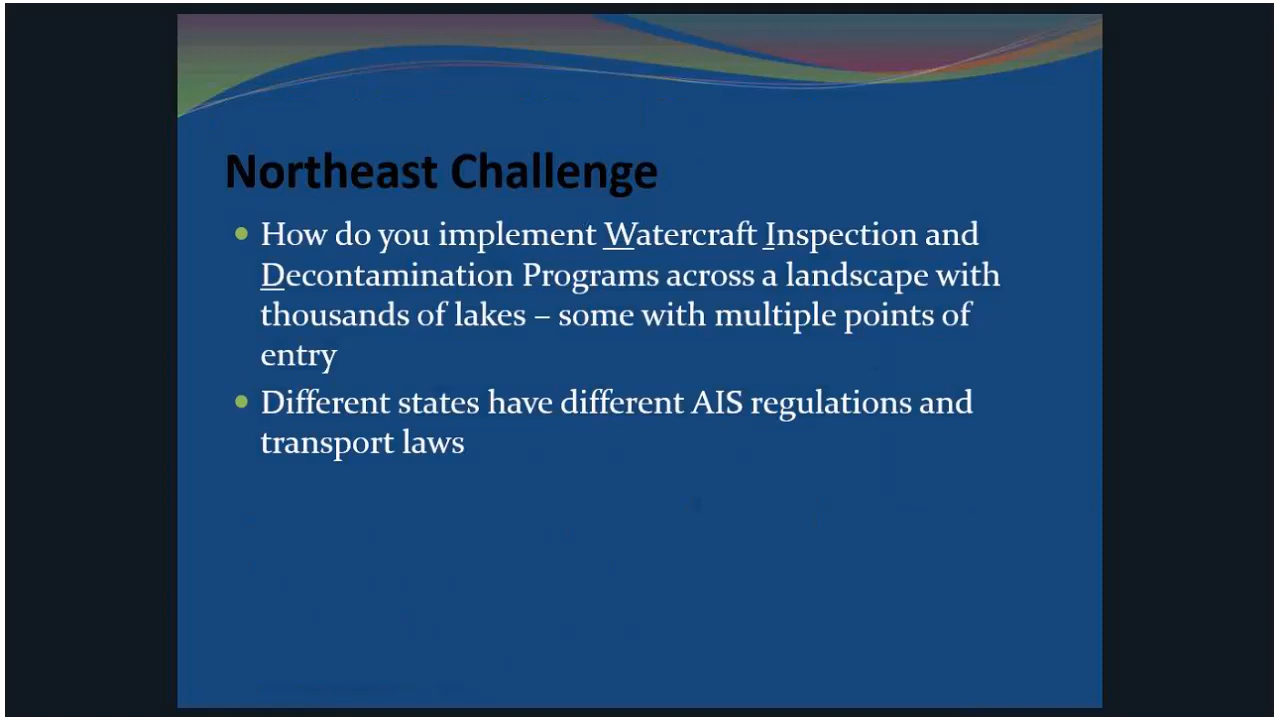 Northeast Challenge
• How do you implement Watercraft Inspection and
Decontamination Programs across a landscape with
thousands of lakes – some with multiple points of
entry
• Different states have different AIS regulations and
transport laws